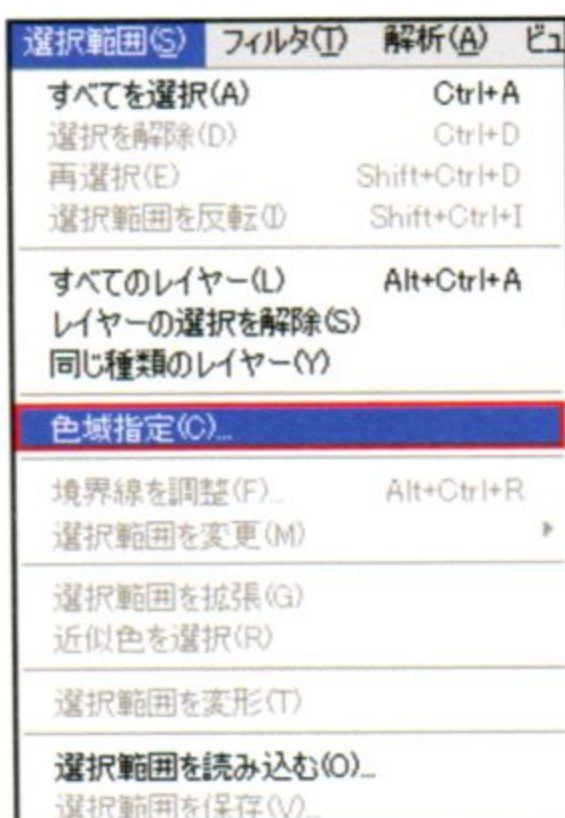 選択範囲(S) フィルタ(T) 解析(A) ビュ
すべてを選択(A) Ctrl+A
選択を解除(D) Ctrl+D
再選択(E) Shift+Ctrl+D
選択範囲を反転(I) Shift+Ctrl+I
すべてのレイヤー(L) Alt+Ctrl+A
レイヤーの選択を解除(S)
同じ種類のレイヤー(Y)
色域指定(C)...
境界線を調整(F)... Alt+Ctrl+R
選択範囲を変更(M)
選択範囲を拡張(G)
近似色を選択(R)
選択範囲を変形(T)
選択範囲を読み込む(O)...
選択範囲を保存(V)...